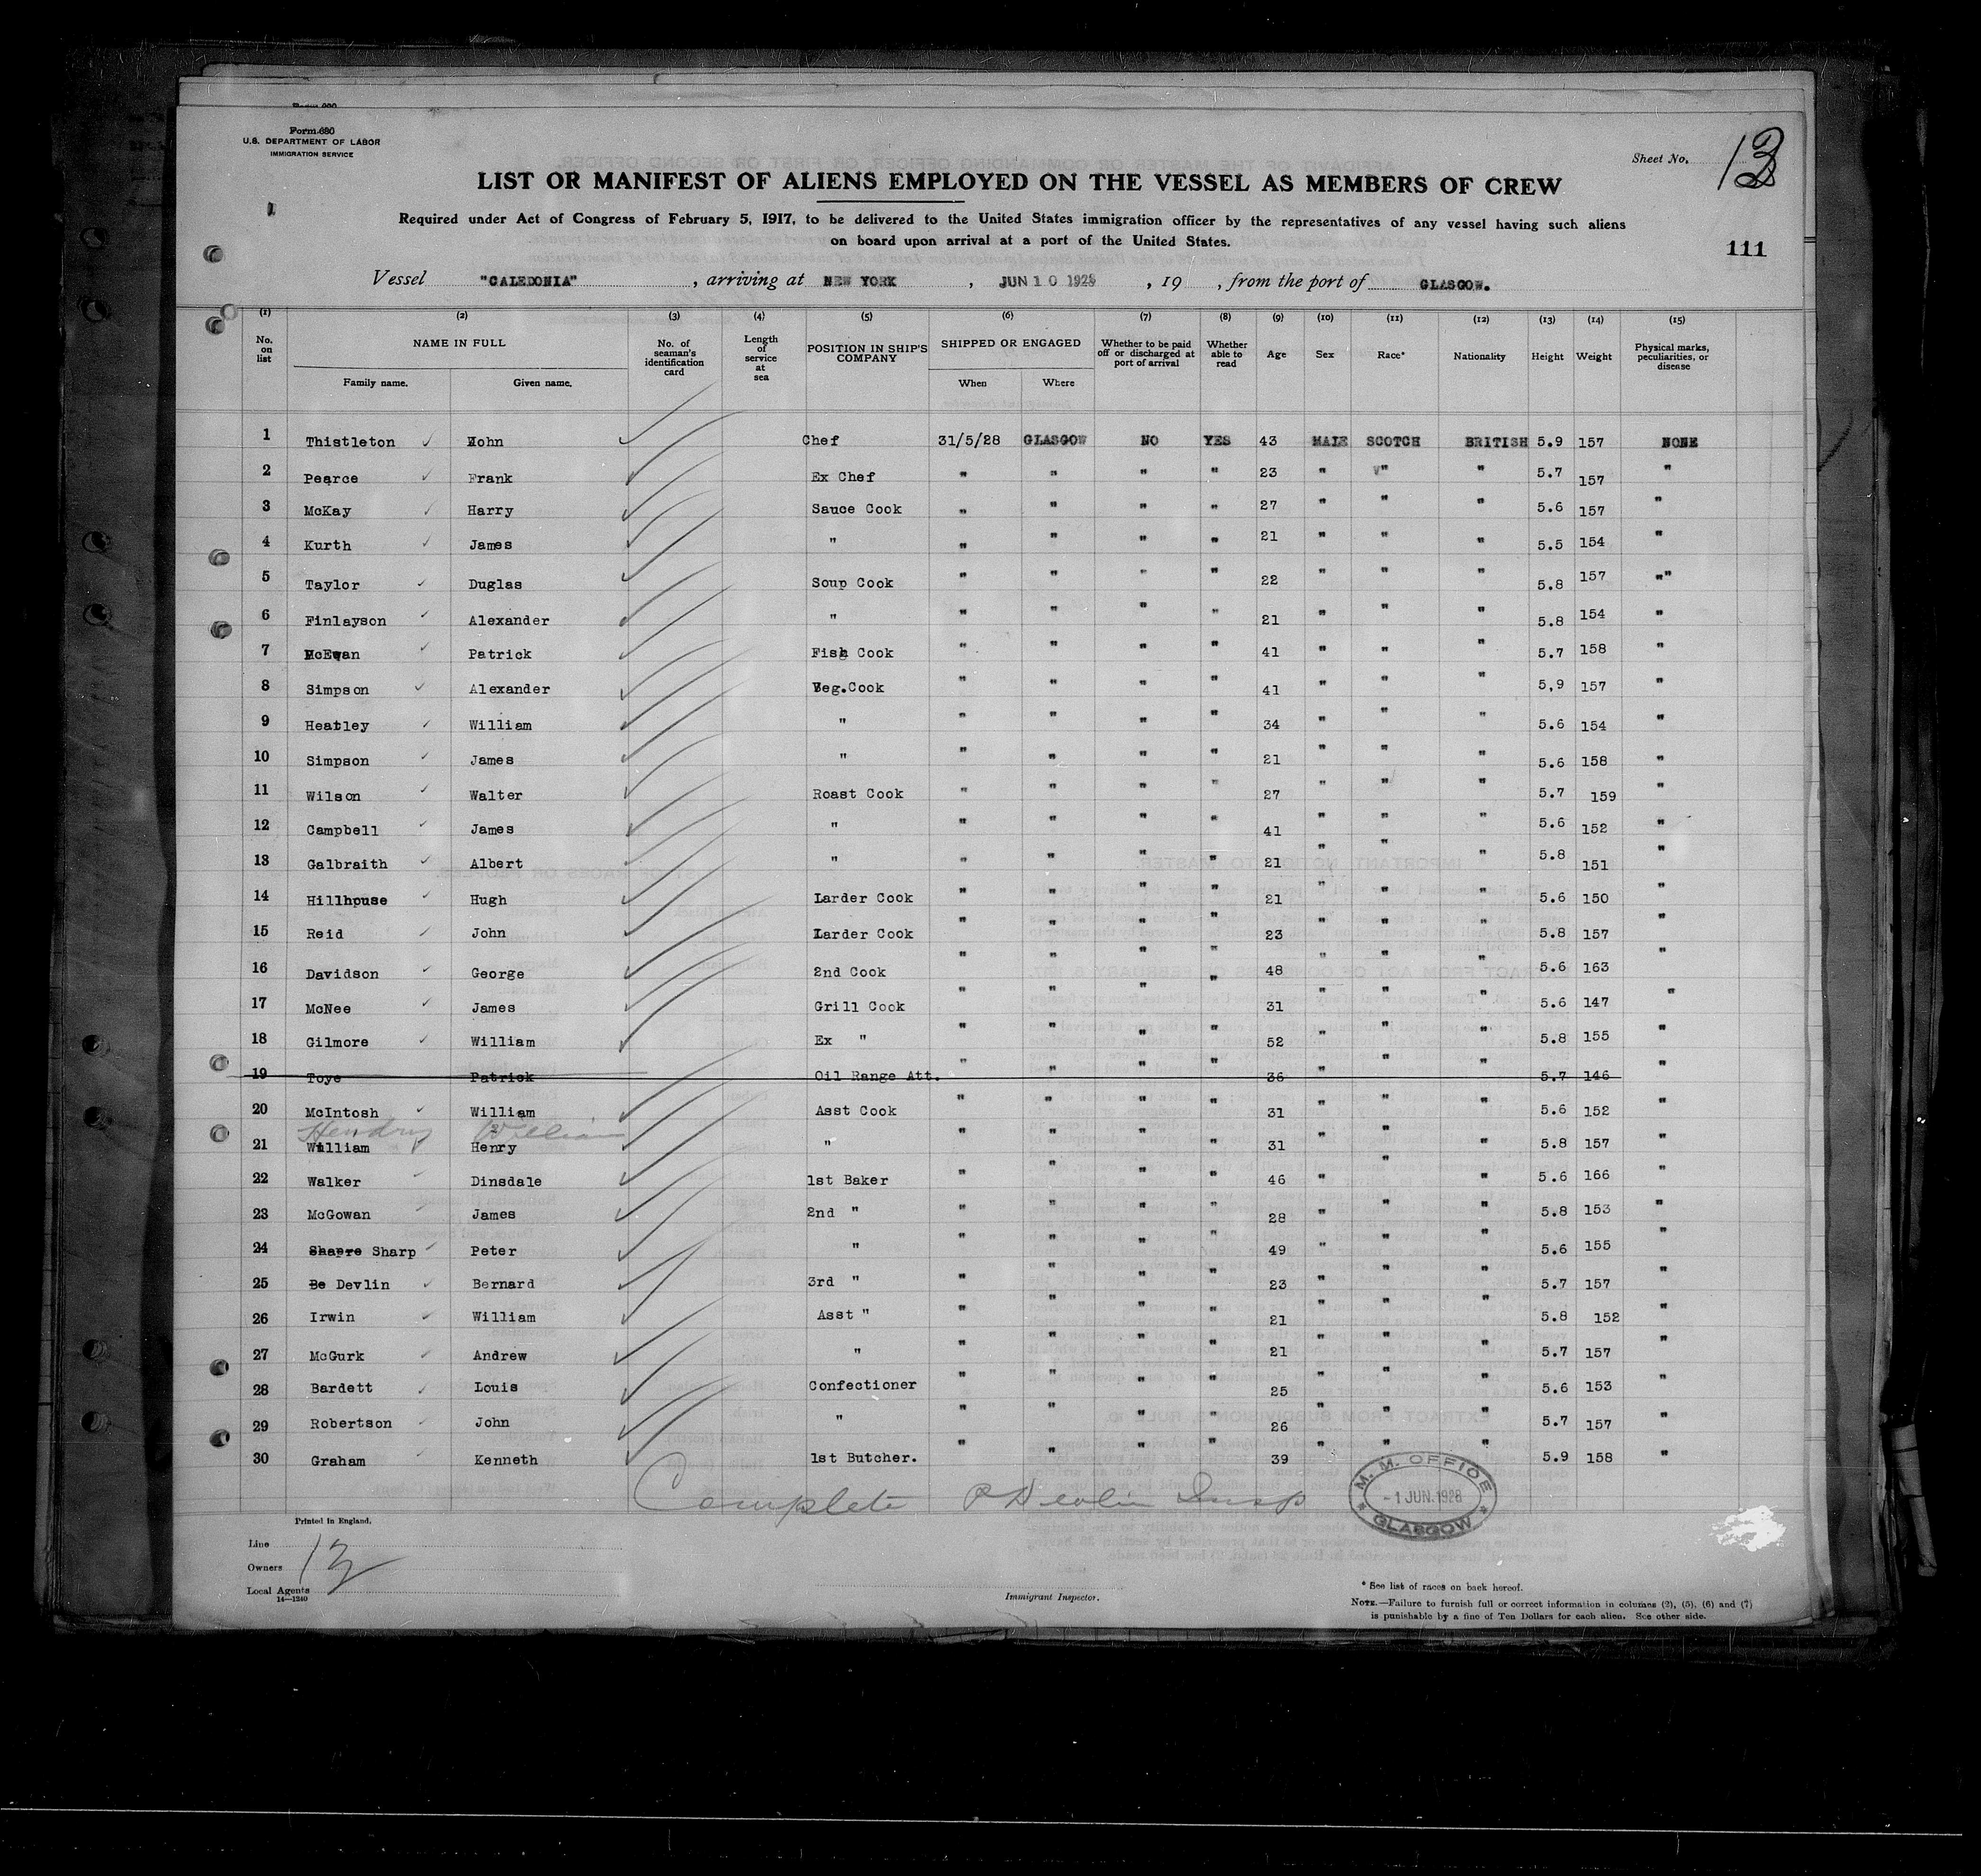 Form 680
U.S. DEPARTMENT OF LABOR
IMMIGRATION SERVICE
Sheet No. 13
LIST OR MANIFEST OF ALIENS EMPLOYED ON THE VESSEL AS MEMBERS OF CREW
Required under Act of Congress of February 5, 1917, to be delivered to the United States immigration officer by the representatives of any vessel having such aliens
on board upon arrival at a port of the United States.
111
Vessel "CALEDONIA" , arriving at NEW YORK , JUN 10 1928 , 19 , from the port of GLASGOW.
(1) (2) (3) (4) (5) (6) (7) (8) (9) (10) (11) (12) (13) (14) (15)
No. on list NAME IN FULL Family name. Given name. No. of seaman's identification card Length of service at sea POSITION IN SHIP'S COMPANY SHIPPED OR ENGAGED When Where Whether to be paid off or discharged at port of arrival Whether able to read Age Sex Race* Nationality Height Weight Physical marks, peculiarities, or disease
1 Thistleton John Chef 31/5/28 GLASGOW NO YES 43 MALE SCOTCH BRITISH 5.9 157 NONE
2 Pearce Frank Ex Chef " " " " 23 " " " 5.7 157 "
3 McKay Harry Sauce Cook " " " " 27 " " " 5.6 157 "
4 Kurth James " " " " " 21 " " " 5.5 154 "
5 Taylor Duglas Soup Cook " " " " 22 " " " 5.8 157 ""
6 Finlayson Alexander " " " " " 21 " " " 5.8 154 "
7 McEwan Patrick Fish Cook " " " " 41 " " " 5.7 158 "
8 Simpson Alexander Veg.Cook " " " " 41 " " " 5,9 157 "
9 Heatley William " " " " " 34 " " " 5.6 154 "
10 Simpson James " " " " " 21 " " " 5.6 158 "
11 Wilson Walter Roast Cook " " " " 27 " " " 5.7 159 "
12 Campbell James " " " " " 41 " " " 5.6 152 "
13 Galbraith Albert " " " " " 21 " " " 5.8 151 "
14 Hillhouse Hugh Larder Cook " " " " 21 " " " 5.6 150 "
15 Reid John Larder Cook " " " " 23 " " " 5.8 157 "
16 Davidson George 2nd Cook " " " " 48 " " " 5.6 163 "
17 McNee James Grill Cook " " " " 31 " " " 5.6 147 "
18 Gilmore William Ex " " " " " 52 " " " 5.8 155 "
19 Toye Patrick Oil Range Att. " " " " 36 " " " 5.7 146 "
20 McIntosh William Asst Cook " " " " 31 " " " 5.6 152 "
Hendry William
21 William Henry " " " " " 31 " " " 5.8 157 "
22 Walker Dinsdale 1st Baker " " " " 46 " " " 5.6 166 "
23 McGowan James 2nd " " " " " 28 " " " 5.8 153 "
24 Sharpe Sharp Peter " " " " " 49 " " " 5.6 155 "
25 Be Devlin Bernard 3rd " " " " " 23 " " " 5.7 157 "
26 Irwin William Asst " " " " " 21 " " " 5.8 152 "
27 McGurk Andrew " " " " " 21 " " " 5.7 157 "
28 Bardett Louis Confectioner " " " " 25 " " " 5.6 153 "
29 Robertson John " " " " " 26 " " " 5.7 157 "
30 Graham Kenneth 1st Butcher. " " " " 39 " " " 5.9 158 "
Complete P Devlin Insp
M. M. OFFICE
-1 JUN.1928
GLASGOW
Printed in England.
Line
Owners
Local Agents
14—1240
13
Immigrant Inspector.
* See list of races on back hereof.
NOTE.—Failure to furnish full or correct information in columns (2), (5), (6) and (7)
is punishable by a fine of Ten Dollars for each alien. See other side.